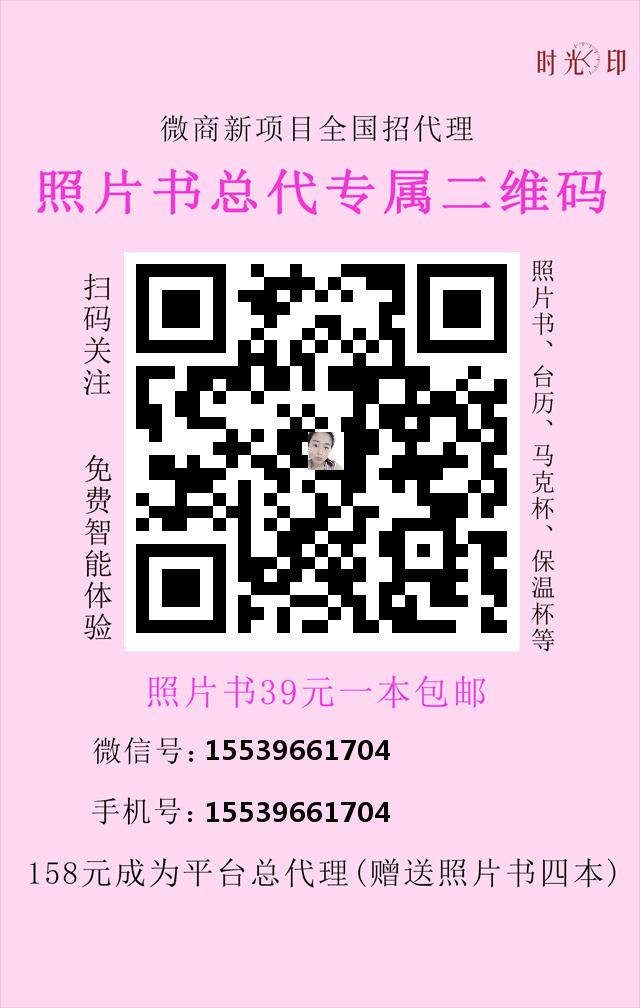 时光印
微商新项目全国招代理
照片书总代专属二维码
扫码关注
免费智能体验
照片书、台历、马克杯、保温杯等
照片书39元一本包邮
微信号：15539661704
手机号：15539661704
158元成为平台总代理(赠送照片书四本)